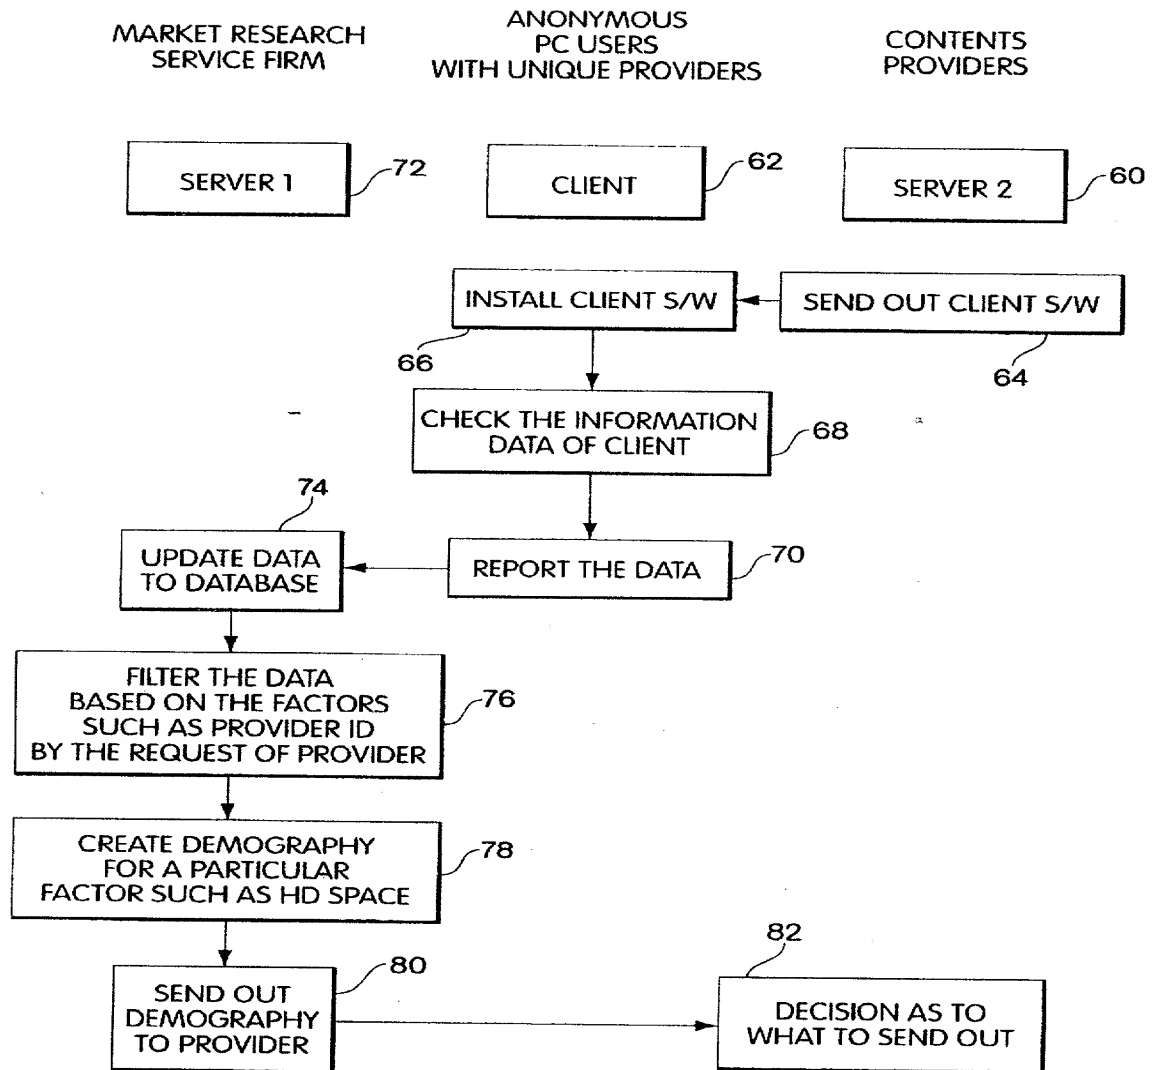 MARKET RESEARCH
SERVICE FIRM
ANONYMOUS
PC USERS
WITH UNIQUE PROVIDERS
CONTENTS
PROVIDERS
SERVER 1
72
CLIENT
62
SERVER 2
60
INSTALL CLIENT S/W
66
SEND OUT CLIENT S/W
64
CHECK THE INFORMATION
DATA OF CLIENT
68
74
UPDATE DATA
TO DATABASE
REPORT THE DATA
70
FILTER THE DATA
BASED ON THE FACTORS
SUCH AS PROVIDER ID
BY THE REQUEST OF PROVIDER
76
CREATE DEMOGRAPHY
FOR A PARTICULAR
FACTOR SUCH AS HD SPACE
78
80
SEND OUT
DEMOGRAPHY
TO PROVIDER
82
DECISION AS TO
WHAT TO SEND OUT